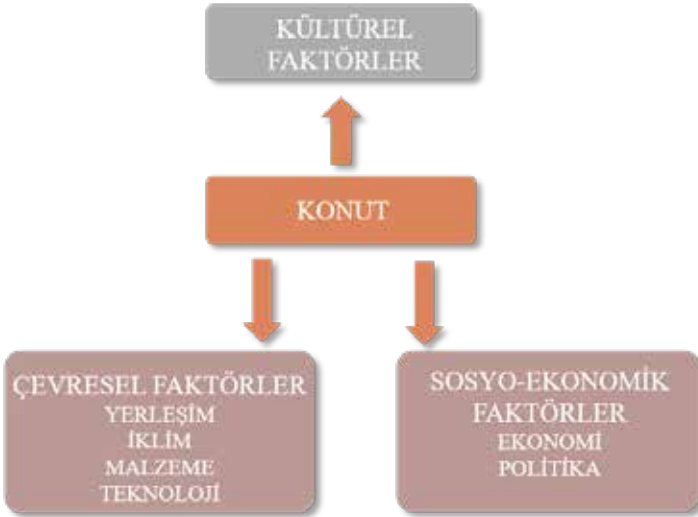 KÜLTÜREL
FAKTÖRLER
KONUT
ÇEVRESEL FAKTÖRLER
YERLEŞİM
İKLİM
MALZEME
TEKNOLOJİ
SOSYO-EKONOMİK
FAKTÖRLER
EKONOMİ
POLİTİKA